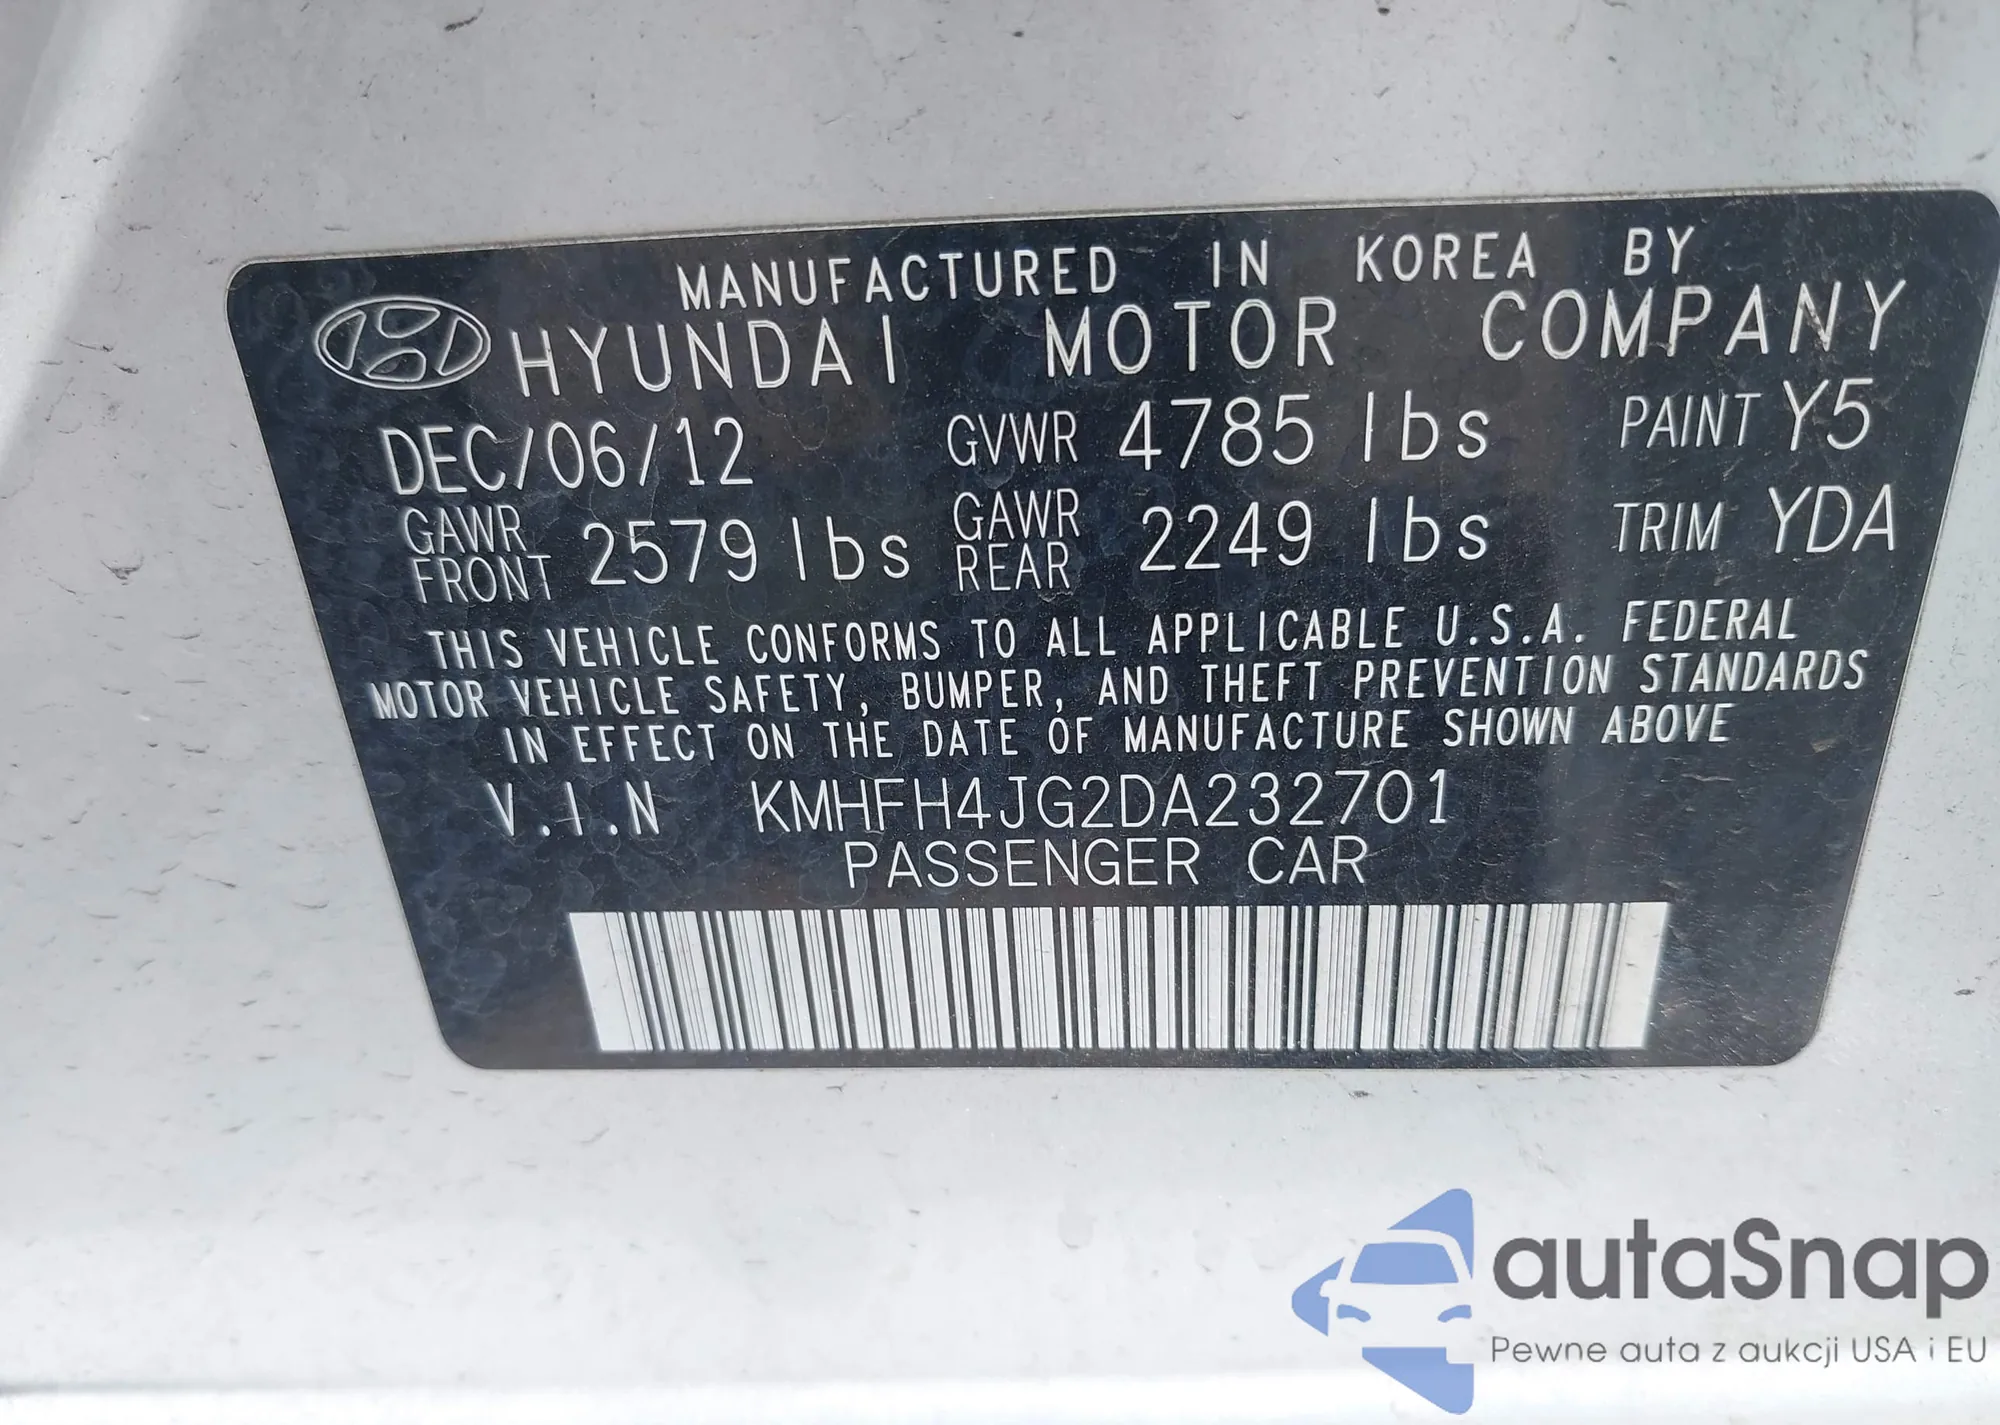 MANUFACTURED IN KOREA BY
HYUNDAI MOTOR COMPANY
DEC/06/12 GVWR 4785 lbs PAINT Y5
GAWR FRONT 2579 lbs GAWR REAR 2249 lbs TRIM YDA
THIS VEHICLE CONFORMS TO ALL APPLICABLE U.S.A. FEDERAL
MOTOR VEHICLE SAFETY, BUMPER, AND THEFT PREVENTION STANDARDS
IN EFFECT ON THE DATE OF MANUFACTURE SHOWN ABOVE
V.I.N KMHFH4JG2DA232701
PASSENGER CAR
autaSnap
Pewne auta z aukcji USA i EU